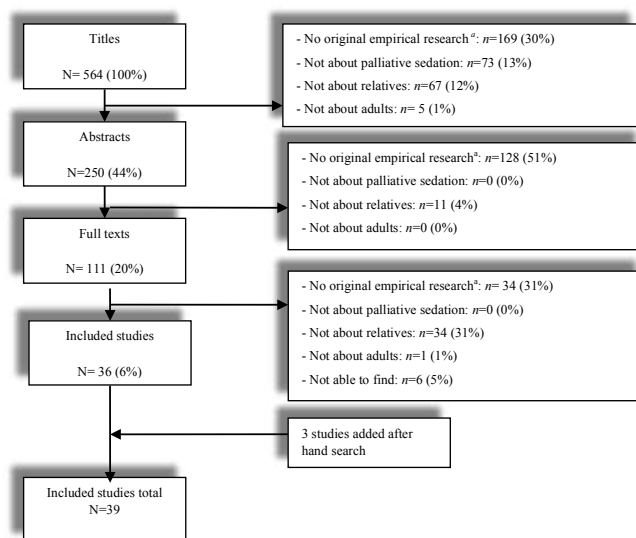 Titles
N= 564 (100%)
- No original empirical research ᵃ: n=169 (30%)
- Not about palliative sedation: n=73 (13%)
- Not about relatives: n=67 (12%)
- Not about adults: n= 5 (1%)
Abstracts
N=250 (44%)
- No original empirical researchᵃ: n=128 (51%)
- Not about palliative sedation: n=0 (0%)
- Not about relatives: n=11 (4%)
- Not about adults: n=0 (0%)
Full texts
N= 111 (20%)
- No original empirical researchᵃ: n= 34 (31%)
- Not about palliative sedation: n=0 (0%)
- Not about relatives: n=34 (31%)
- Not about adults: n=1 (1%)
- Not able to find: n=6 (5%)
Included studies
N= 36 (6%)
3 studies added after
hand search
Included studies total
N=39